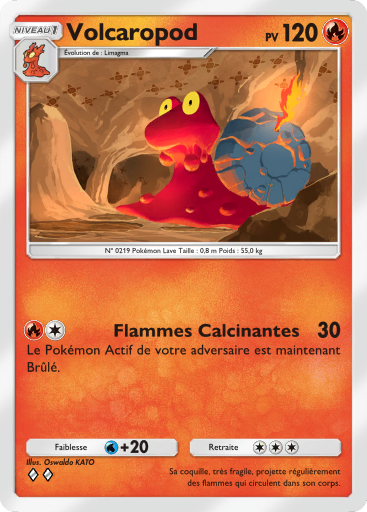 NIVEAU 1
Volcaropod
PV 120
Évolution de : Limagma
N° 0219 Pokémon Lave Taille : 0,8 m Poids : 55,0 kg
Flammes Calcinantes 30
Le Pokémon Actif de votre adversaire est maintenant
Brûlé.
Faiblesse +20
Retraite
Illus. Oswaldo KATO
Sa coquille, très fragile, projette régulièrement
des flammes qui circulent dans son corps.